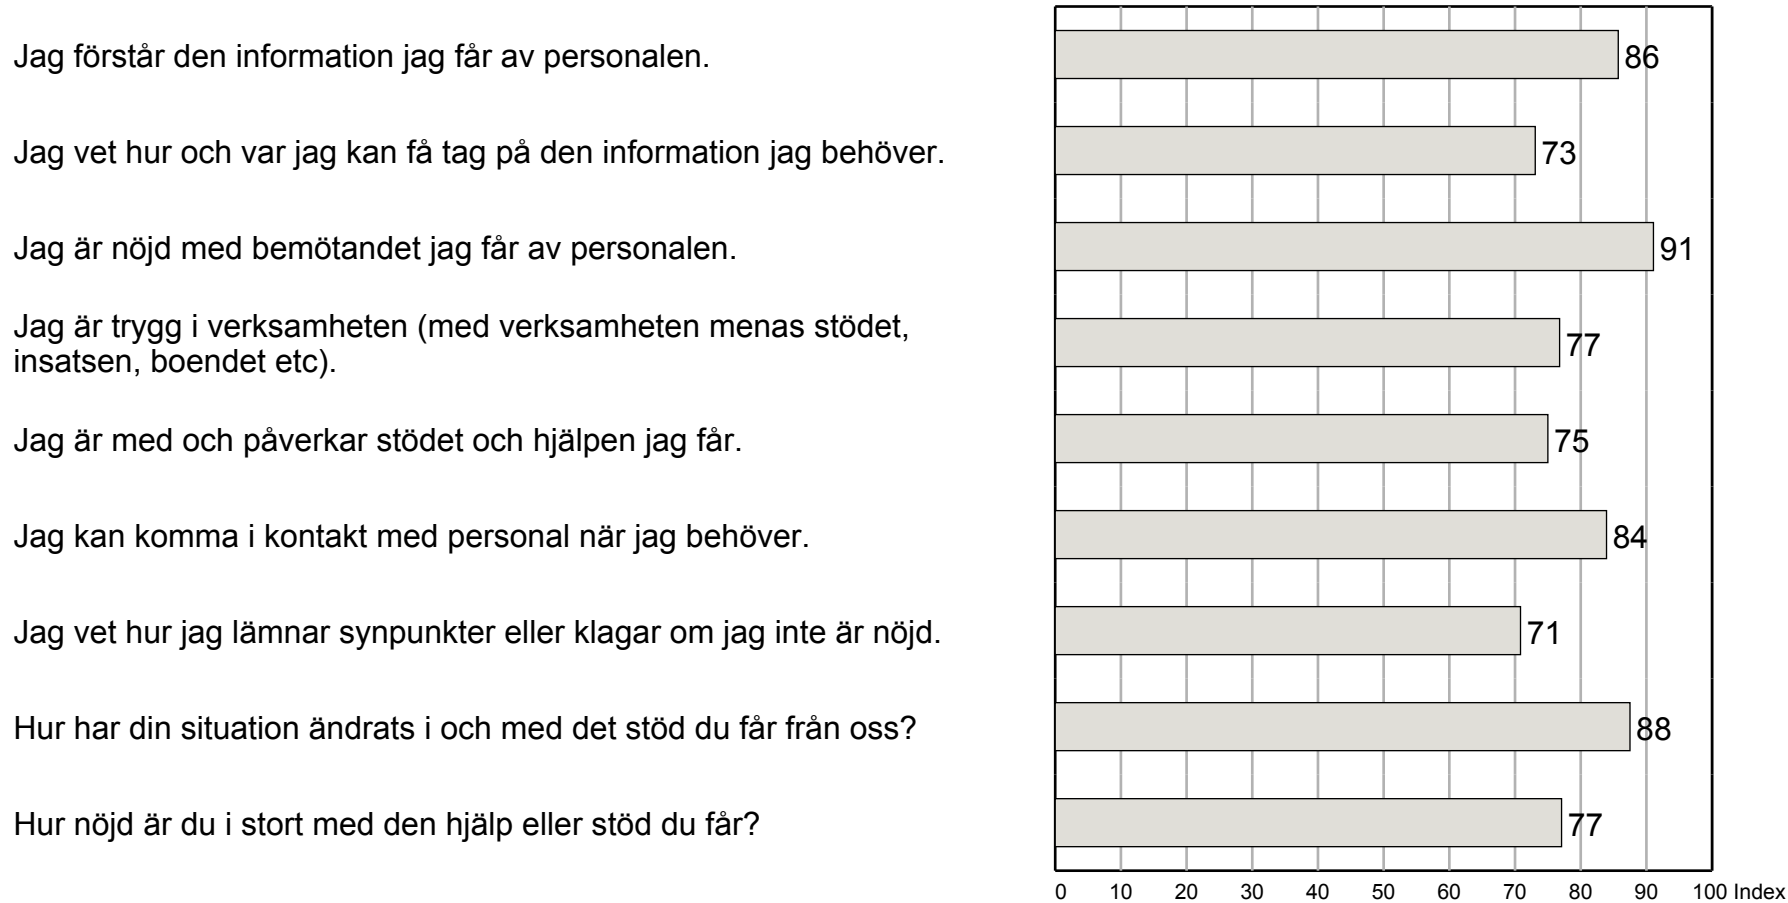 Jag förstår den information jag får av personalen.
86
Jag vet hur och var jag kan få tag på den information jag behöver.
73
Jag är nöjd med bemötandet jag får av personalen.
91
Jag är trygg i verksamheten (med verksamheten menas stödet,
insatsen, boendet etc).
77
Jag är med och påverkar stödet och hjälpen jag får.
75
Jag kan komma i kontakt med personal när jag behöver.
84
Jag vet hur jag lämnar synpunkter eller klagar om jag inte är nöjd.
71
Hur har din situation ändrats i och med det stöd du får från oss?
88
Hur nöjd är du i stort med den hjälp eller stöd du får?
77
0 10 20 30 40 50 60 70 80 90 100 Index